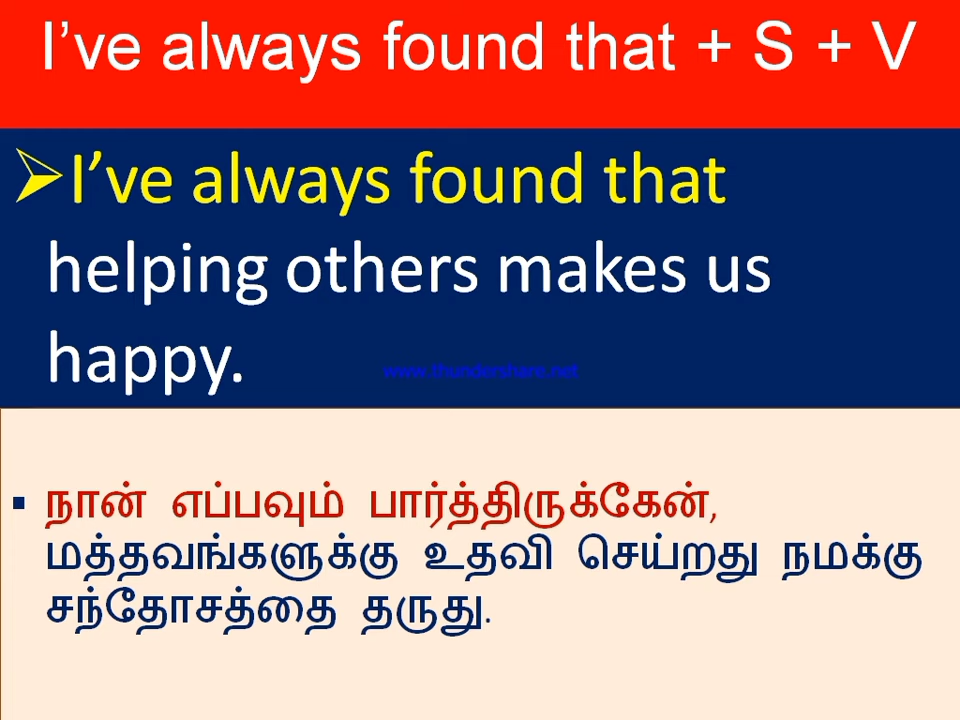 I’ve always found that + S + V
➢I’ve always found that
helping others makes us
happy.
www.thundershare.net
▪ நான் எப்பவும் பார்த்திருக்கேன்,
மத்தவங்களுக்கு உதவி செய்றது நமக்கு
சந்தோசத்தை தருது.